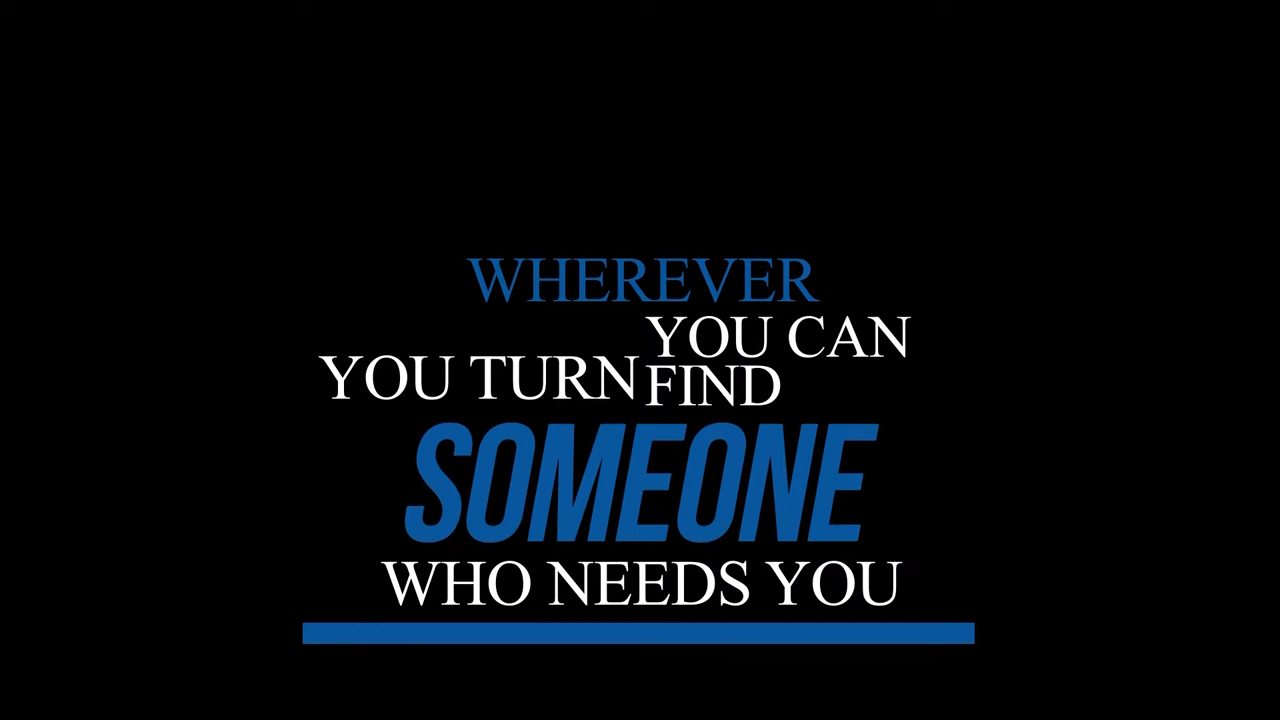 WHEREVER
YOU TURN
YOU CAN
FIND
SOMEONE
WHO NEEDS YOU